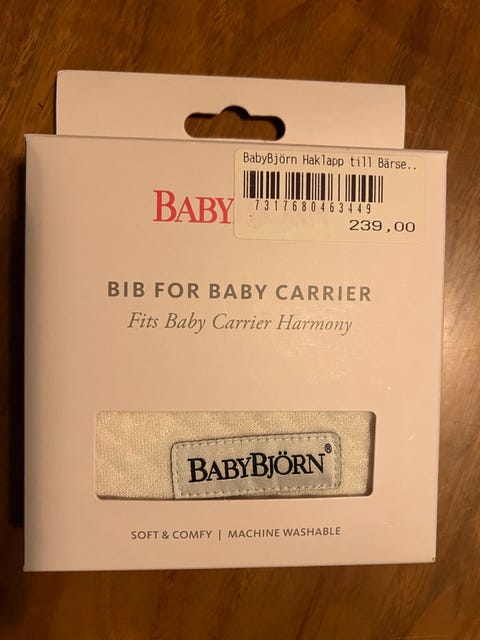 BabyBjörn Haklapp till Bärse..
7317680463449
239,00
BABY
BIB FOR BABY CARRIER
Fits Baby Carrier Harmony
BABYBJÖRN®
SOFT & COMFY | MACHINE WASHABLE